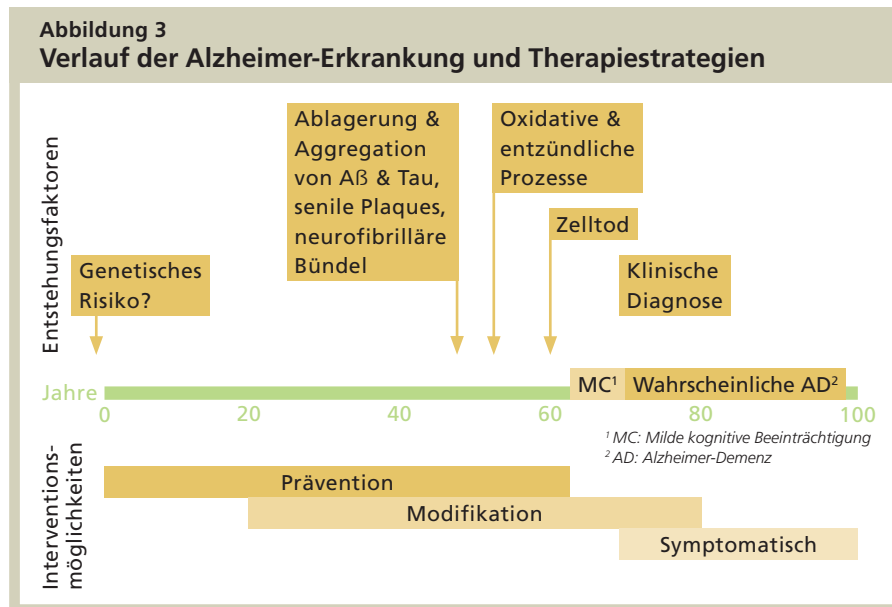 Abbildung 3
Verlauf der Alzheimer-Erkrankung und Therapiestrategien
Entstehungsfaktoren
Genetisches
Risiko?
Ablagerung &
Aggregation
von Aß & Tau,
senile Plaques,
neurofibrilläre
Bündel
Oxidative &
entzündliche
Prozesse
Zelltod
Klinische
Diagnose
Jahre
MC¹ Wahrscheinliche AD²
0 20 40 60 80 100
¹ MC: Milde kognitive Beeinträchtigung
² AD: Alzheimer-Demenz
Interventions-
möglichkeiten
Prävention
Modifikation
Symptomatisch